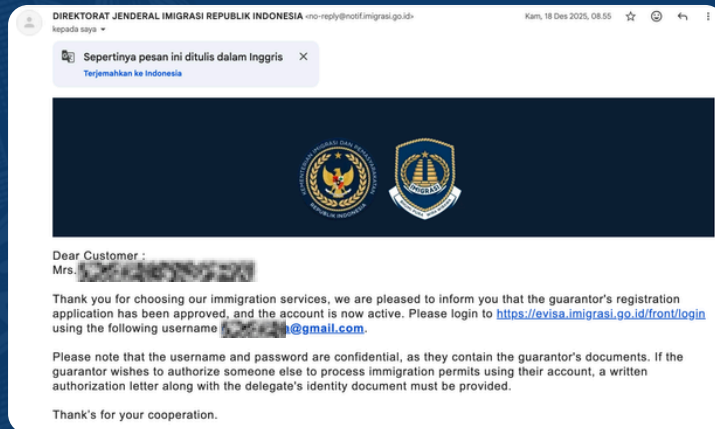 DIREKTORAT JENDERAL IMIGRASI REPUBLIK INDONESIA <no-reply@notif.imigrasi.go.id>
Kam, 18 Des 2025, 08.55
kepada saya
Sepertinya pesan ini ditulis dalam Inggris
Terjemahkan ke Indonesia
KEMENTERIAN IMIGRASI DAN PEMASYARAKATAN
REPUBLIK INDONESIA
IMIGRASI
Dear Customer :
Mrs.
Thank you for choosing our immigration services, we are pleased to inform you that the guarantor's registration
application has been approved, and the account is now active. Please login to https://evisa.imigrasi.go.id/front/login
using the following username @gmail.com.
Please note that the username and password are confidential, as they contain the guarantor's documents. If the
guarantor wishes to authorize someone else to process immigration permits using their account, a written
authorization letter along with the delegate's identity document must be provided.
Thank's for your cooperation.